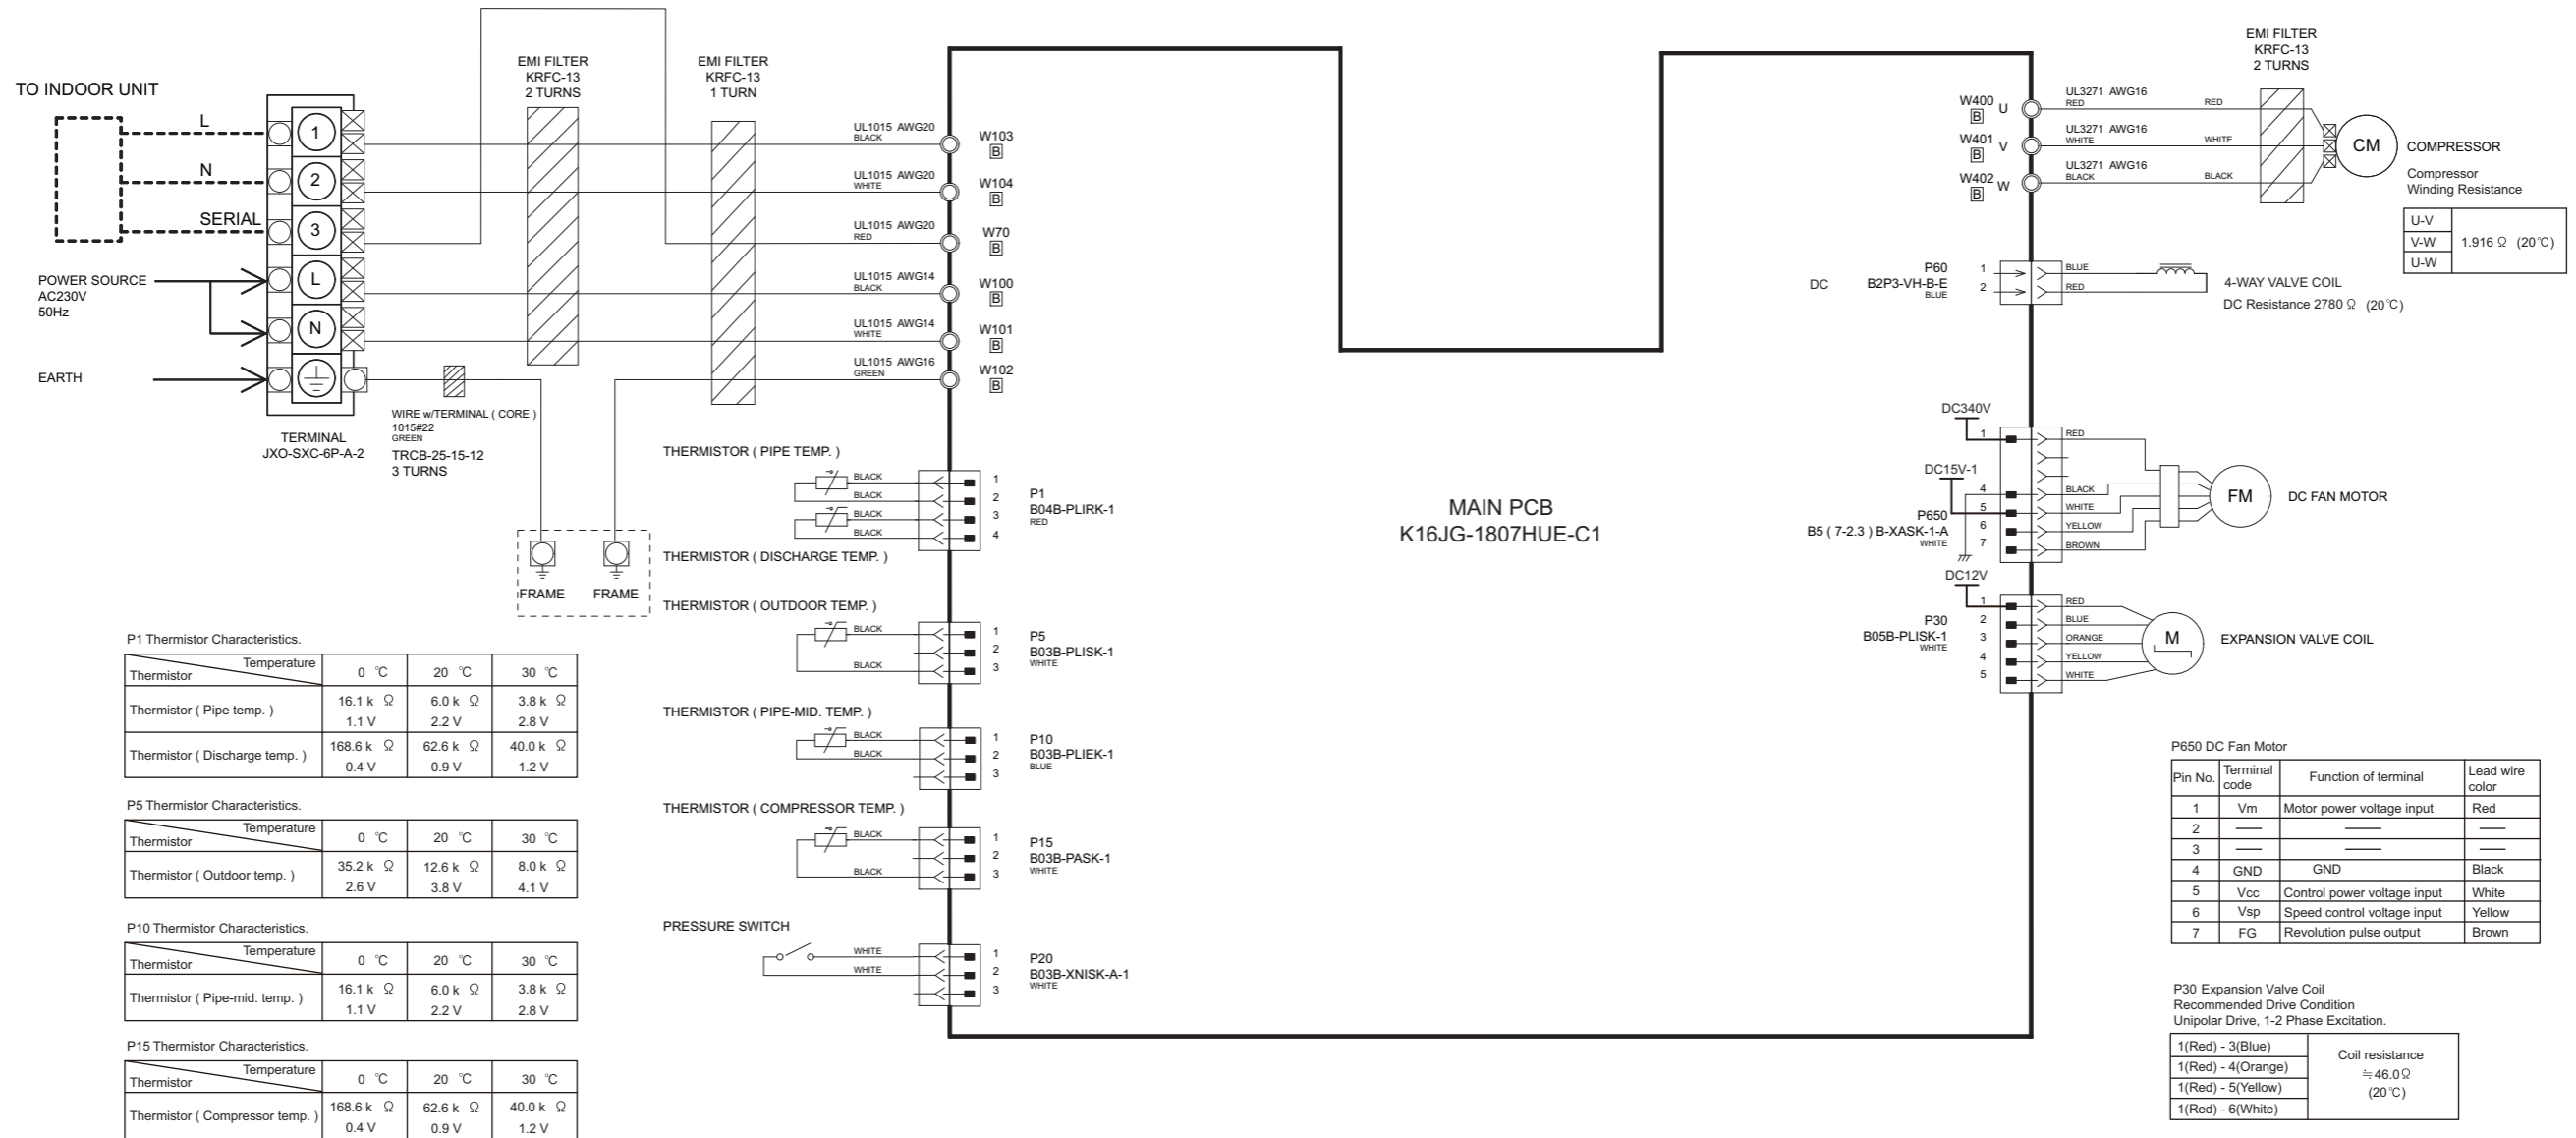 TO INDOOR UNIT
L
N
SERIAL
POWER SOURCE
AC230V
50Hz
EARTH
1
2
3
L
N
TERMINAL
JXO-SXC-6P-A-2
WIRE w/TERMINAL ( CORE )
1015#22
GREEN
TRCB-25-15-12
3 TURNS
EMI FILTER
KRFC-13
2 TURNS
EMI FILTER
KRFC-13
1 TURN
FRAME
FRAME
UL1015 AWG20
BLACK
W103
B
UL1015 AWG20
WHITE
W104
B
UL1015 AWG20
RED
W70
B
UL1015 AWG14
BLACK
W100
B
UL1015 AWG14
WHITE
W101
B
UL1015 AWG16
GREEN
W102
B
THERMISTOR ( PIPE TEMP. )
BLACK
BLACK
BLACK
BLACK
1
2
3
4
P1
B04B-PLIRK-1
RED
THERMISTOR ( DISCHARGE TEMP. )
THERMISTOR ( OUTDOOR TEMP. )
BLACK
BLACK
1
2
3
P5
B03B-PLISK-1
WHITE
THERMISTOR ( PIPE-MID. TEMP. )
BLACK
BLACK
1
2
3
P10
B03B-PLIEK-1
BLUE
THERMISTOR ( COMPRESSOR TEMP. )
BLACK
BLACK
1
2
3
P15
B03B-PASK-1
WHITE
PRESSURE SWITCH
WHITE
WHITE
1
2
3
P20
B03B-XNISK-A-1
WHITE
MAIN PCB
K16JG-1807HUE-C1
EMI FILTER
KRFC-13
2 TURNS
W400 U
B
UL3271 AWG16
RED RED
W401 V
B
UL3271 AWG16
WHITE WHITE
W402 W
B
UL3271 AWG16
BLACK BLACK
CM
COMPRESSOR
Compressor
Winding Resistance
U-V
V-W 1.916 Ω (20℃)
U-W
DC
P60
B2P3-VH-B-E
BLUE
1
2
BLUE
RED
4-WAY VALVE COIL
DC Resistance 2780 Ω (20℃)
DC340V
DC15V-1
P650
B5 ( 7-2.3 ) B-XASK-1-A
WHITE
1
4
5
6
7
RED
BLACK
WHITE
YELLOW
BROWN
FM
DC FAN MOTOR
DC12V
P30
B05B-PLISK-1
WHITE
1
2
3
4
5
RED
BLUE
ORANGE
YELLOW
WHITE
M
EXPANSION VALVE COIL
P1 Thermistor Characteristics.
Temperature
Thermistor 0 ℃ 20 ℃ 30 ℃
Thermistor ( Pipe temp. ) 16.1 k Ω 6.0 k Ω 3.8 k Ω
1.1 V 2.2 V 2.8 V
Thermistor ( Discharge temp. ) 168.6 k Ω 62.6 k Ω 40.0 k Ω
0.4 V 0.9 V 1.2 V
P5 Thermistor Characteristics.
Temperature
Thermistor 0 ℃ 20 ℃ 30 ℃
Thermistor ( Outdoor temp. ) 35.2 k Ω 12.6 k Ω 8.0 k Ω
2.6 V 3.8 V 4.1 V
P10 Thermistor Characteristics.
Temperature
Thermistor 0 ℃ 20 ℃ 30 ℃
Thermistor ( Pipe-mid. temp. ) 16.1 k Ω 6.0 k Ω 3.8 k Ω
1.1 V 2.2 V 2.8 V
P15 Thermistor Characteristics.
Temperature
Thermistor 0 ℃ 20 ℃ 30 ℃
Thermistor ( Compressor temp. ) 168.6 k Ω 62.6 k Ω 40.0 k Ω
0.4 V 0.9 V 1.2 V
P650 DC Fan Motor
Pin No. Terminal code Function of terminal Lead wire color
1 Vm Motor power voltage input Red
2 — — —
3 — — —
4 GND GND Black
5 Vcc Control power voltage input White
6 Vsp Speed control voltage input Yellow
7 FG Revolution pulse output Brown
P30 Expansion Valve Coil
Recommended Drive Condition
Unipolar Drive, 1-2 Phase Excitation.
1(Red) - 3(Blue)
1(Red) - 4(Orange)
1(Red) - 5(Yellow)
1(Red) - 6(White)
Coil resistance
≒46.0Ω
(20℃)